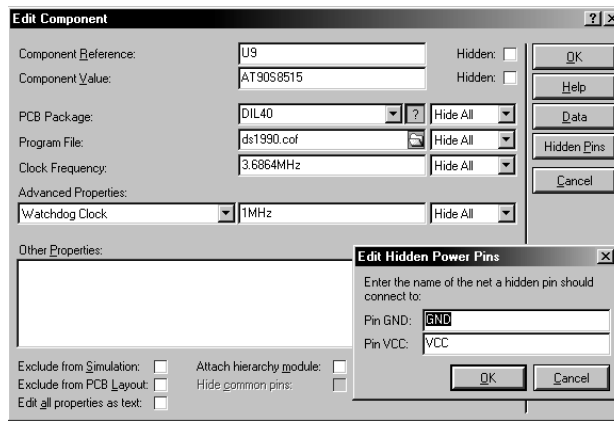 Edit Component
Component Reference: U9 Hidden:
Component Value: AT90S8515 Hidden:
PCB Package: DIL40 ? Hide All
Program File: ds1990.cof Hide All
Clock Frequency: 3.6864MHz Hide All
Advanced Properties:
Watchdog Clock 1MHz Hide All
Other Properties:
Exclude from Simulation: Attach hierarchy module:
Exclude from PCB Layout: Hide common pins:
Edit all properties as text:
OK
Help
Data
Hidden Pins
Cancel
Edit Hidden Power Pins
Enter the name of the net a hidden pin should
connect to:
Pin GND: GND
Pin VCC: VCC
OK Cancel